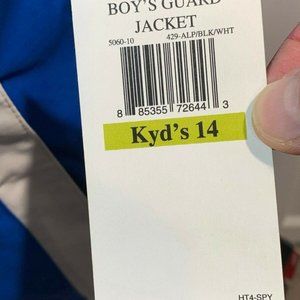 BOY'S GUARD
JACKET
5060-10 429-ALP/BLK/WHT
8 85355 72644 3
Kyd's 14
HT4-SPY